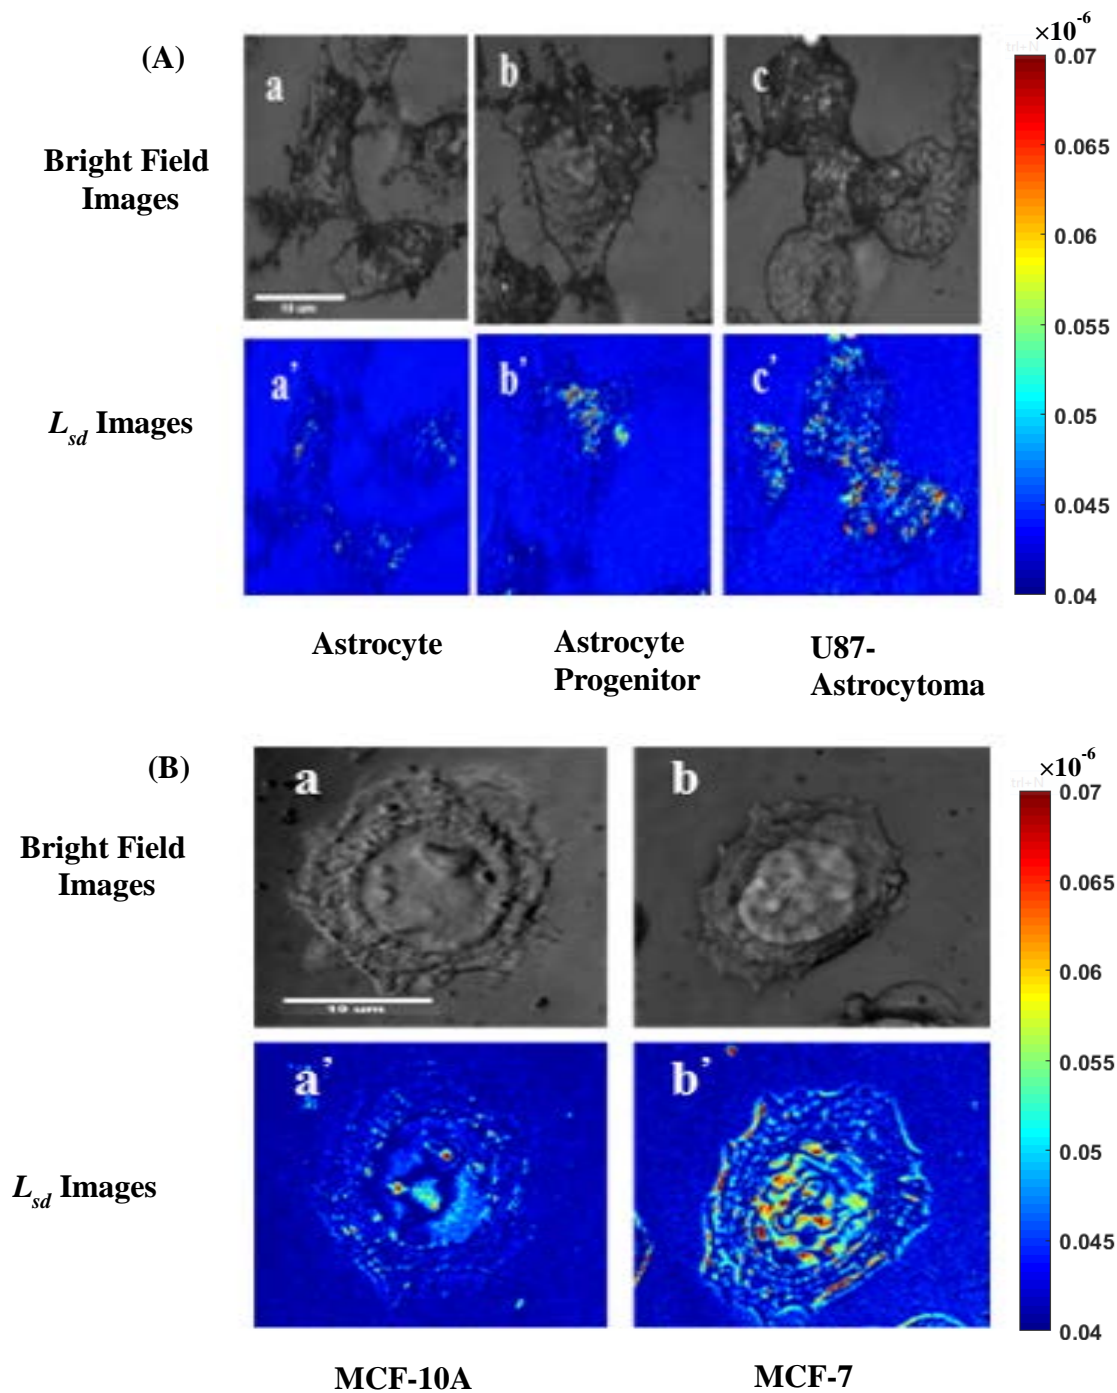 (A)
×10⁻⁶
a
b
c
Bright Field
Images
a'
b'
c'
L_sd Images
0.07
0.065
0.06
0.055
0.05
0.045
0.04
Astrocyte
Astrocyte
Progenitor
U87-
Astrocytoma
(B)
×10⁻⁶
a
b
Bright Field
Images
a'
b'
L_sd Images
0.07
0.065
0.06
0.055
0.05
0.045
0.04
MCF-10A
MCF-7